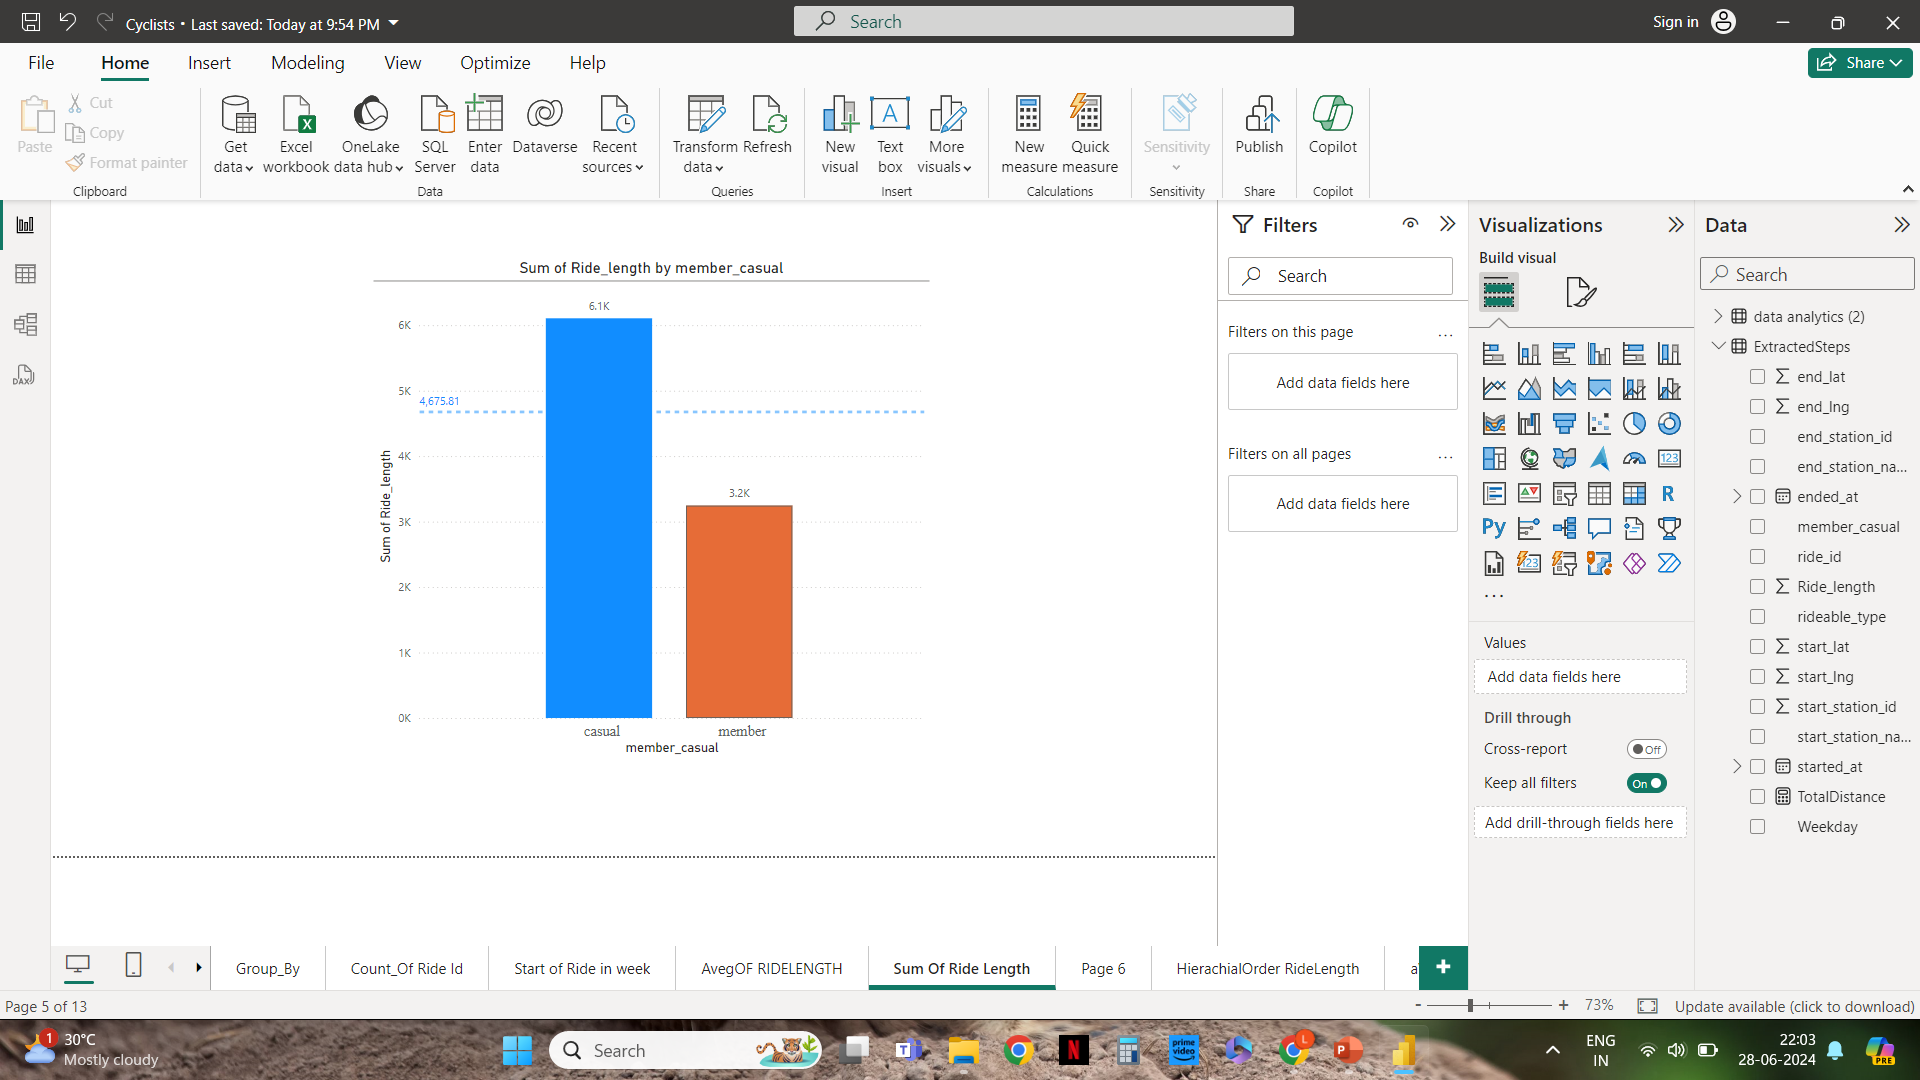 Cyclists • Last saved: Today at 9:54 PM
Search
Sign in
File
Home
Insert
Modeling
View
Optimize
Help
Share
Paste
Cut
Copy
Format painter
Clipboard
Get data
Excel workbook
OneLake data hub
SQL Server
Enter data
Dataverse
Recent sources
Data
Transform data
Refresh
Queries
New visual
Text box
More visuals
Insert
New measure
Quick measure
Calculations
Sensitivity
Sensitivity
Publish
Share
Copilot
Copilot
Sum of Ride_length by member_casual
6.1K
6K
5K
4,675.81
4K
3.2K
3K
2K
1K
0K
Sum of Ride_length
casual
member
member_casual
Filters
Search
Filters on this page
...
Add data fields here
Filters on all pages
...
Add data fields here
Visualizations
Build visual
123
R
Py
123
...
Values
Add data fields here
Drill through
Cross-report
Off
Keep all filters
On
Add drill-through fields here
Data
Search
data analytics (2)
ExtractedSteps
end_lat
end_lng
end_station_id
end_station_na...
ended_at
member_casual
ride_id
Ride_length
rideable_type
start_lat
start_lng
start_station_id
start_station_na...
started_at
TotalDistance
Weekday
DAX
Group_By
Count_Of Ride Id
Start of Ride in week
AvegOF RIDELENGTH
Sum Of Ride Length
Page 6
HierachialOrder RideLength
Page 5 of 13
73%
Update available (click to download)
1
30°C
Mostly cloudy
Search
prime video
L
ENG
IN
22:03
28-06-2024
PRE